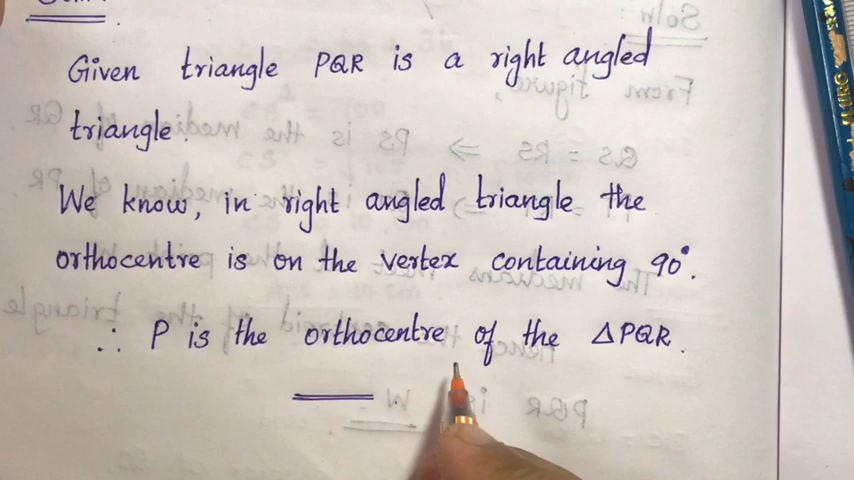 Given triangle PQR is a right angled
triangle.
We know, in right angled triangle the
orthocentre is on the vertex containing 90°.
∴ P is the orthocentre of the △PQR.